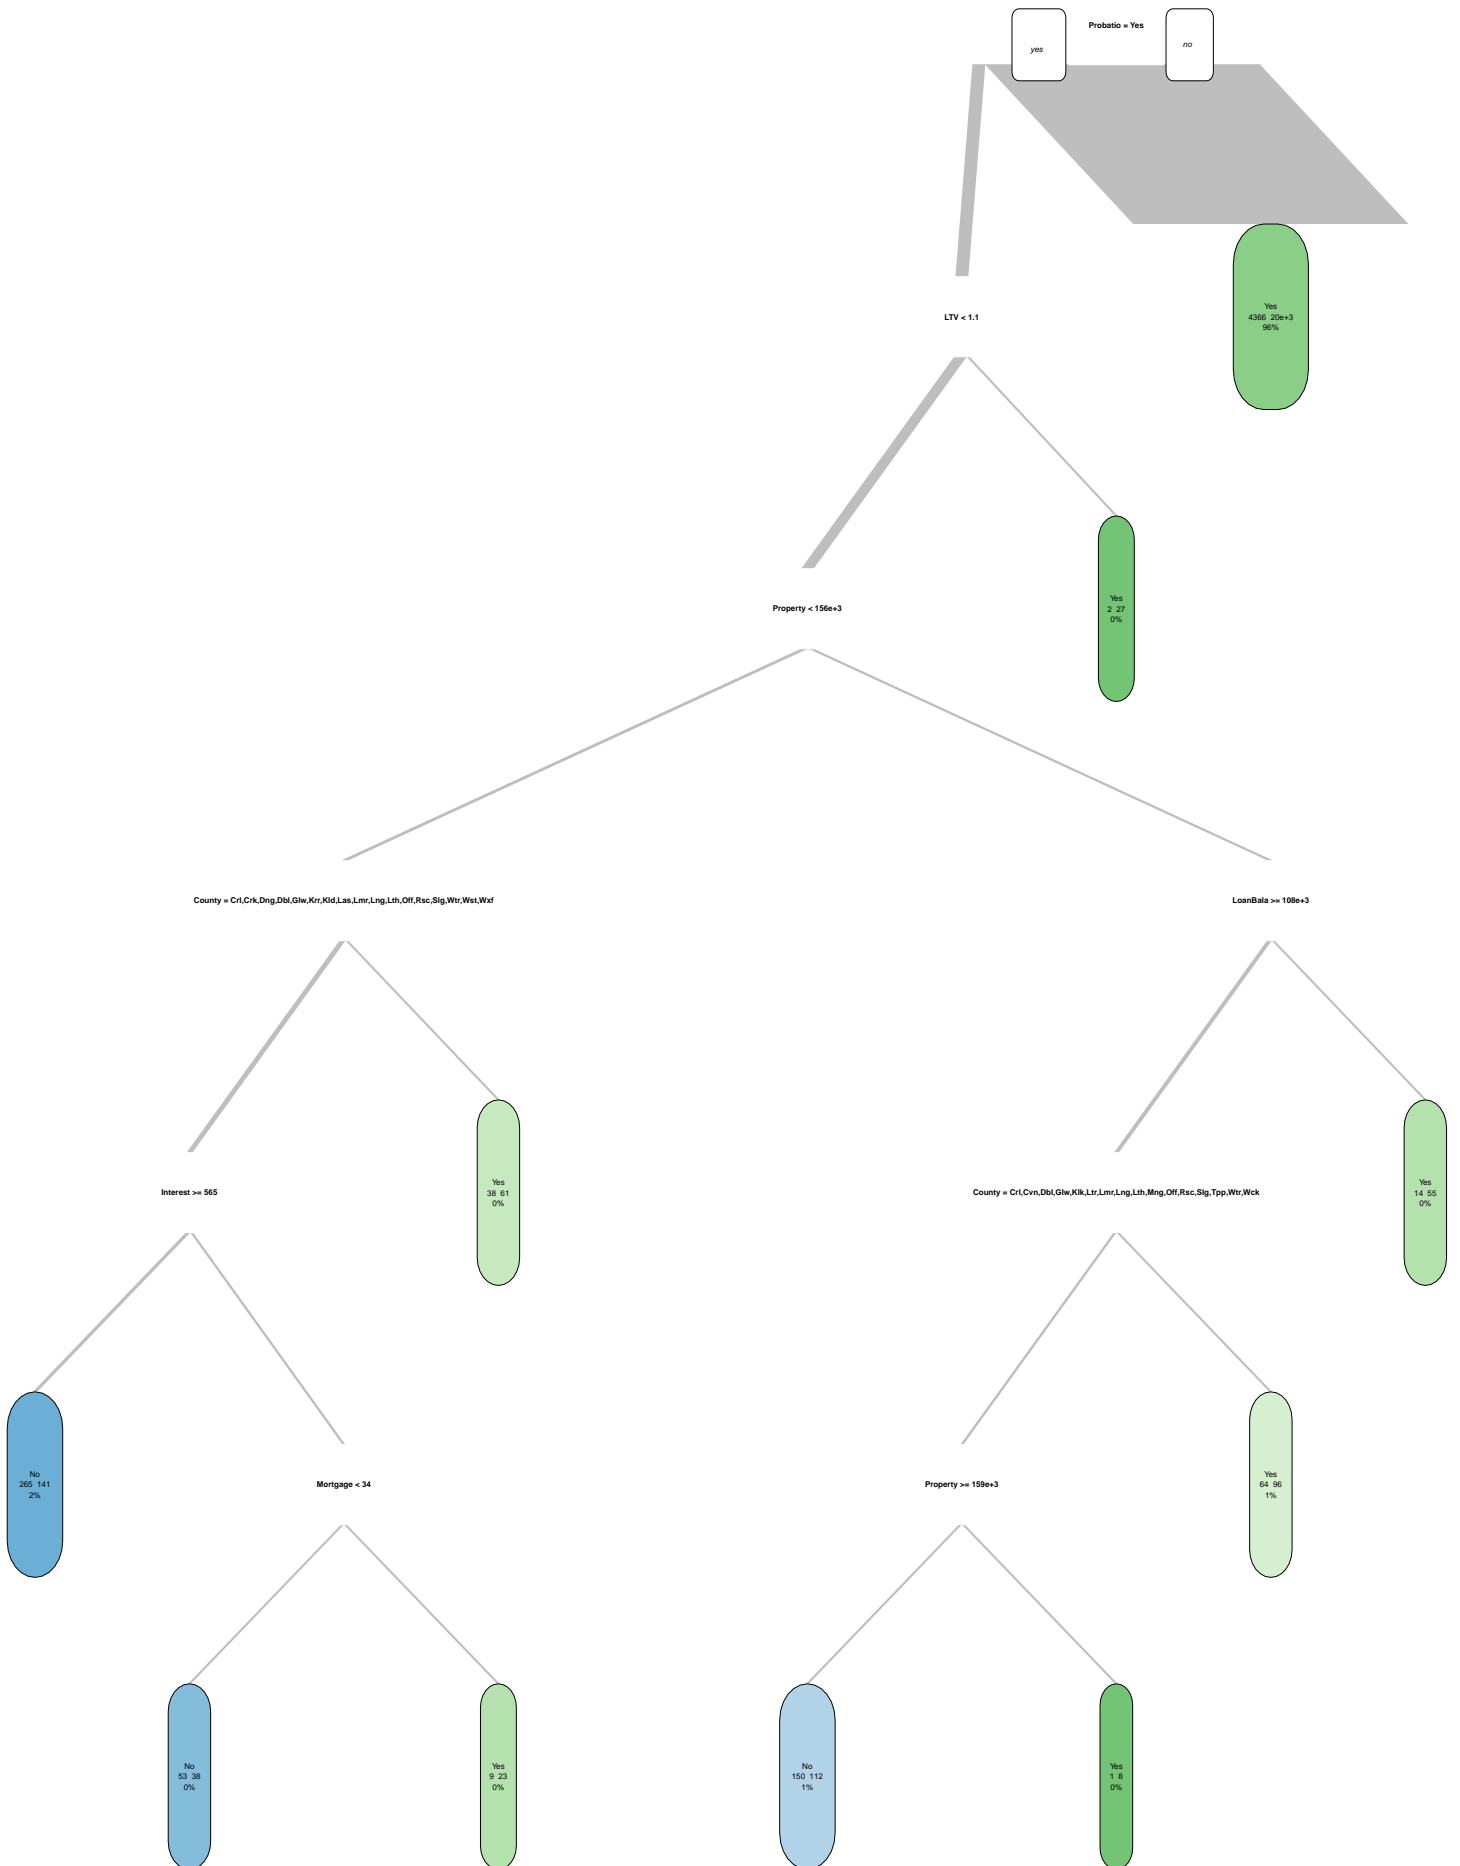 Probatio = Yes
yes
no
Yes
4366 20e+3
96%
LTV < 1.1
Yes
2 27
0%
Property < 156e+3
County = Crl,Crk,Dng,Dbl,Glw,Krr,Kld,Las,Lmr,Lng,Lth,Off,Rsc,Slg,Wtr,Wst,Wxf
LoanBala >= 108e+3
Yes
38 61
0%
Interest >= 565
County = Crl,Cvn,Dbl,Glw,Klk,Ltr,Lmr,Lng,Lth,Mng,Off,Rsc,Slg,Tpp,Wtr,Wck
Yes
14 55
0%
No
265 141
2%
Mortgage < 34
Property >= 159e+3
Yes
64 96
1%
No
53 38
0%
Yes
9 23
0%
No
150 112
1%
Yes
1 8
0%